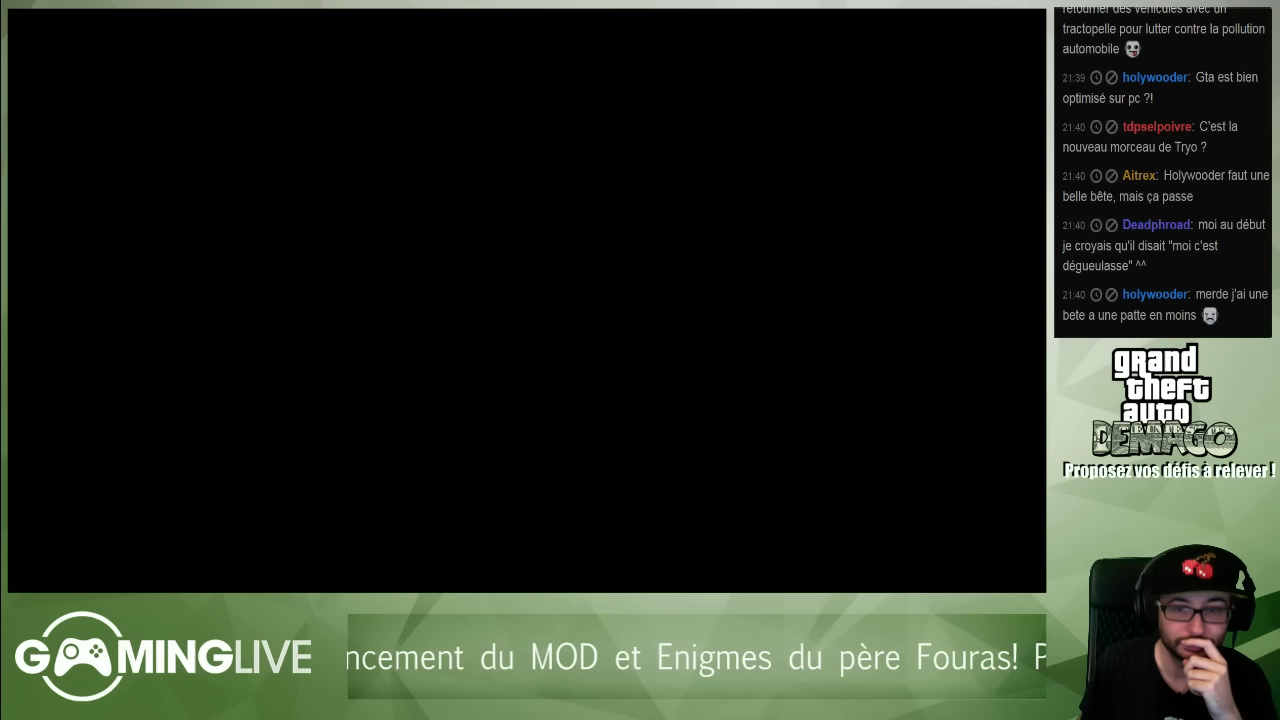 retourner des véhicules avec un
tractopelle pour lutter contre la pollution
automobile
21:39 holywooder: Gta est bien
optimisé sur pc ?!
21:40 tdpselpoivre: C'est la
nouveau morceau de Tryo ?
21:40 Aitrex: Holywooder faut une
belle bête, mais ça passe
21:40 Deadphroad: moi au début
je croyais qu'il disait "moi c'est
dégueulasse" ^^
21:40 holywooder: merde j'ai une
bete a une patte en moins
grand
theft
auto
DEMAGO
Proposez vos défis à relever !
GAMINGLIVE
ncement du MOD et Enigmes du père Fouras! P